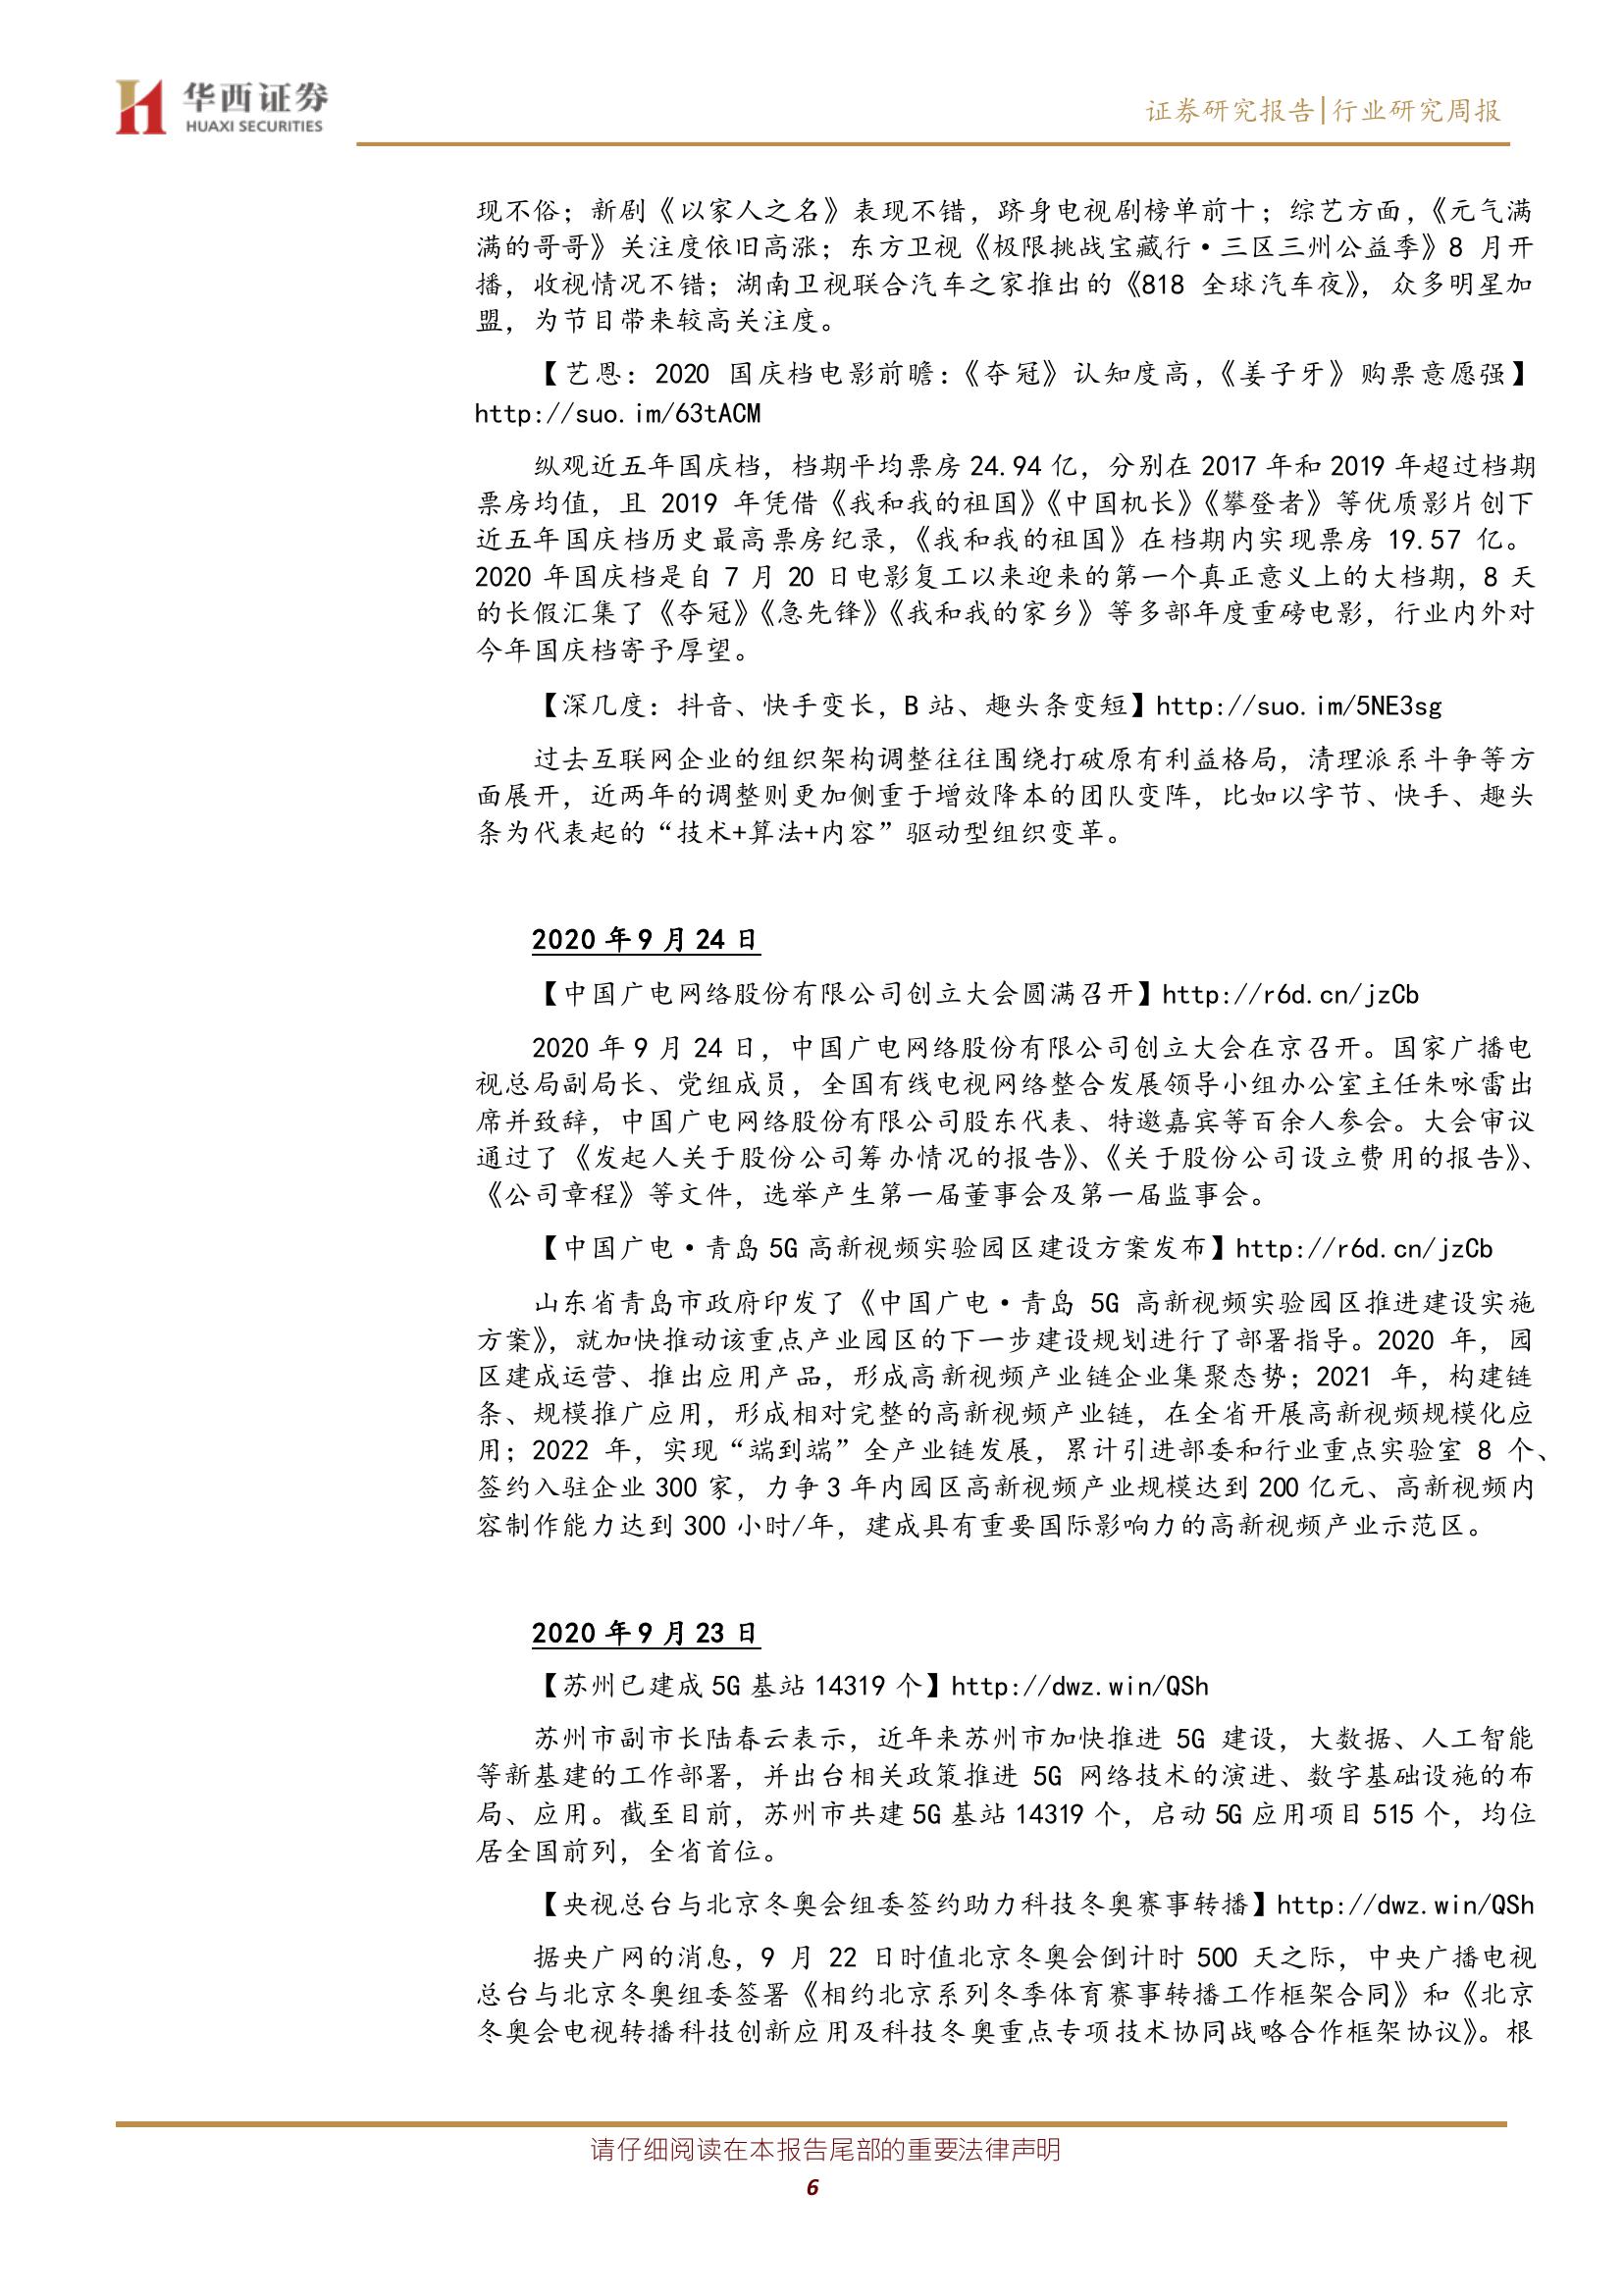 华西证券
HUAXI SECURITIES
证券研究报告|行业研究周报
现不俗；新剧《以家人之名》表现不错，跻身电视剧榜单前十；综艺方面，《元气满
满的哥哥》关注度依旧高涨；东方卫视《极限挑战宝藏行·三区三州公益季》8 月开
播，收视情况不错；湖南卫视联合汽车之家推出的《818 全球汽车夜》，众多明星加
盟，为节目带来较高关注度。
【艺恩：2020 国庆档电影前瞻：《夺冠》认知度高，《姜子牙》购票意愿强】
http://suo.im/63tACM
纵观近五年国庆档，档期平均票房 24.94 亿，分别在 2017 年和 2019 年超过档期
票房均值，且 2019 年凭借《我和我的祖国》《中国机长》《攀登者》等优质影片创下
近五年国庆档历史最高票房纪录，《我和我的祖国》在档期内实现票房 19.57 亿。
2020 年国庆档是自 7 月 20 日电影复工以来迎来的第一个真正意义上的大档期，8 天
的长假汇集了《夺冠》《急先锋》《我和我的家乡》等多部年度重磅电影，行业内外对
今年国庆档寄予厚望。
【深几度：抖音、快手变长，B 站、趣头条变短】http://suo.im/5NE3sg
过去互联网企业的组织架构调整往往围绕打破原有利益格局，清理派系斗争等方
面展开，近两年的调整则更加侧重于增效降本的团队变阵，比如以字节、快手、趣头
条为代表起的“技术+算法+内容”驱动型组织变革。
2020 年 9 月 24 日
【中国广电网络股份有限公司创立大会圆满召开】http://r6d.cn/jzCb
2020 年 9 月 24 日，中国广电网络股份有限公司创立大会在京召开。国家广播电
视总局副局长、党组成员，全国有线电视网络整合发展领导小组办公室主任朱咏雷出
席并致辞，中国广电网络股份有限公司股东代表、特邀嘉宾等百余人参会。大会审议
通过了《发起人关于股份公司筹办情况的报告》、《关于股份公司设立费用的报告》、
《公司章程》等文件，选举产生第一届董事会及第一届监事会。
【中国广电·青岛 5G 高新视频实验园区建设方案发布】http://r6d.cn/jzCb
山东省青岛市政府印发了《中国广电·青岛 5G 高新视频实验园区推进建设实施
方案》，就加快推动该重点产业园区的下一步建设规划进行了部署指导。2020 年，园
区建成运营、推出应用产品，形成高新视频产业链企业集聚态势；2021 年，构建链
条、规模推广应用，形成相对完整的高新视频产业链，在全省开展高新视频规模化应
用；2022 年，实现“端到端”全产业链发展，累计引进部委和行业重点实验室 8 个、
签约入驻企业 300 家，力争 3 年内园区高新视频产业规模达到 200 亿元、高新视频内
容制作能力达到 300 小时/年，建成具有重要国际影响力的高新视频产业示范区。
2020 年 9 月 23 日
【苏州已建成 5G 基站 14319 个】http://dwz.win/QSh
苏州市副市长陆春云表示，近年来苏州市加快推进 5G 建设，大数据、人工智能
等新基建的工作部署，并出台相关政策推进 5G 网络技术的演进、数字基础设施的布
局、应用。截至目前，苏州市共建 5G 基站 14319 个，启动 5G 应用项目 515 个，均位
居全国前列，全省首位。
【央视总台与北京冬奥会组委签约助力科技冬奥赛事转播】http://dwz.win/QSh
据央广网的消息，9 月 22 日时值北京冬奥会倒计时 500 天之际，中央广播电视
总台与北京冬奥组委签署《相约北京系列冬季体育赛事转播工作框架合同》和《北京
冬奥会电视转播科技创新应用及科技冬奥重点专项技术协同战略合作框架协议》。根
请仔细阅读在本报告尾部的重要法律声明
6